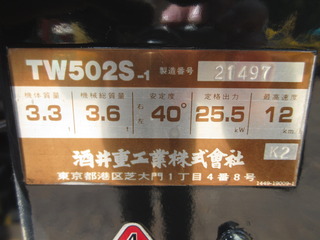 TW502S-1 製造番号 21497
機体質量 機械総質量 安定度 定格出力 最高速度
3.3 3.6 40° 25.5 12
t t kW km
酒井重工業株式會社 K2
東京都港区芝大門1丁目4番8号